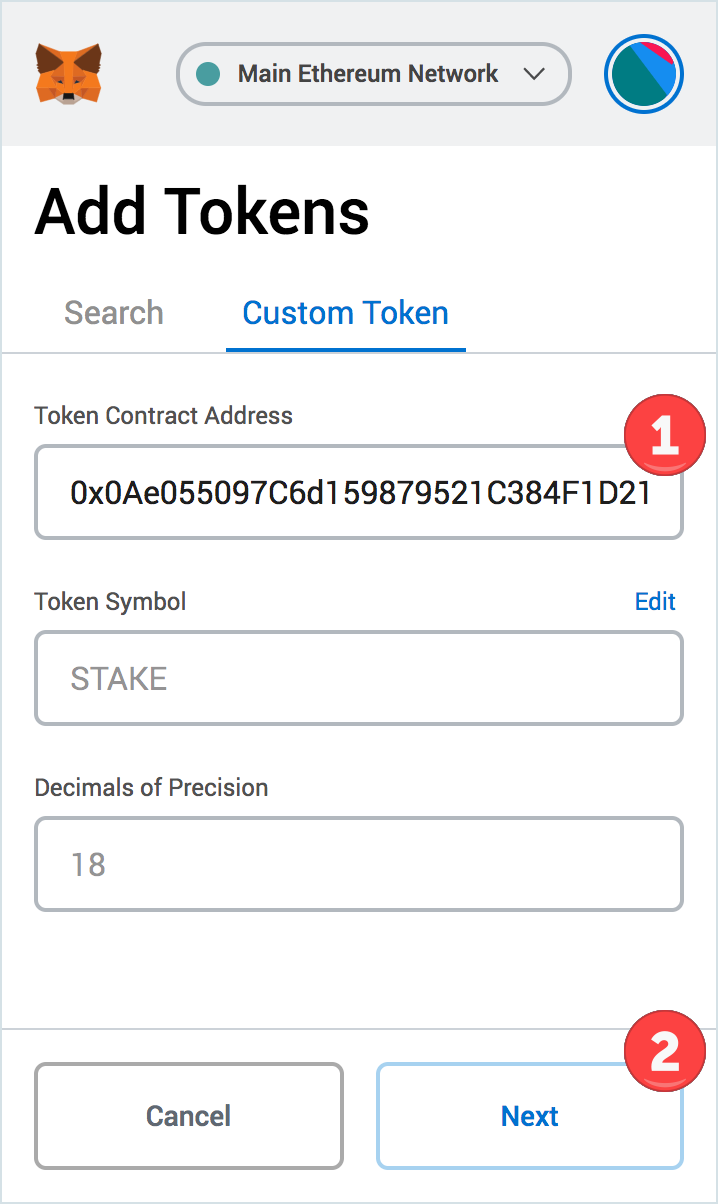 Main Ethereum Network
Add Tokens
Search
Custom Token
Token Contract Address
1
0x0Ae055097C6d159879521C384F1D21
Token Symbol
Edit
STAKE
Decimals of Precision
18
2
Cancel
Next